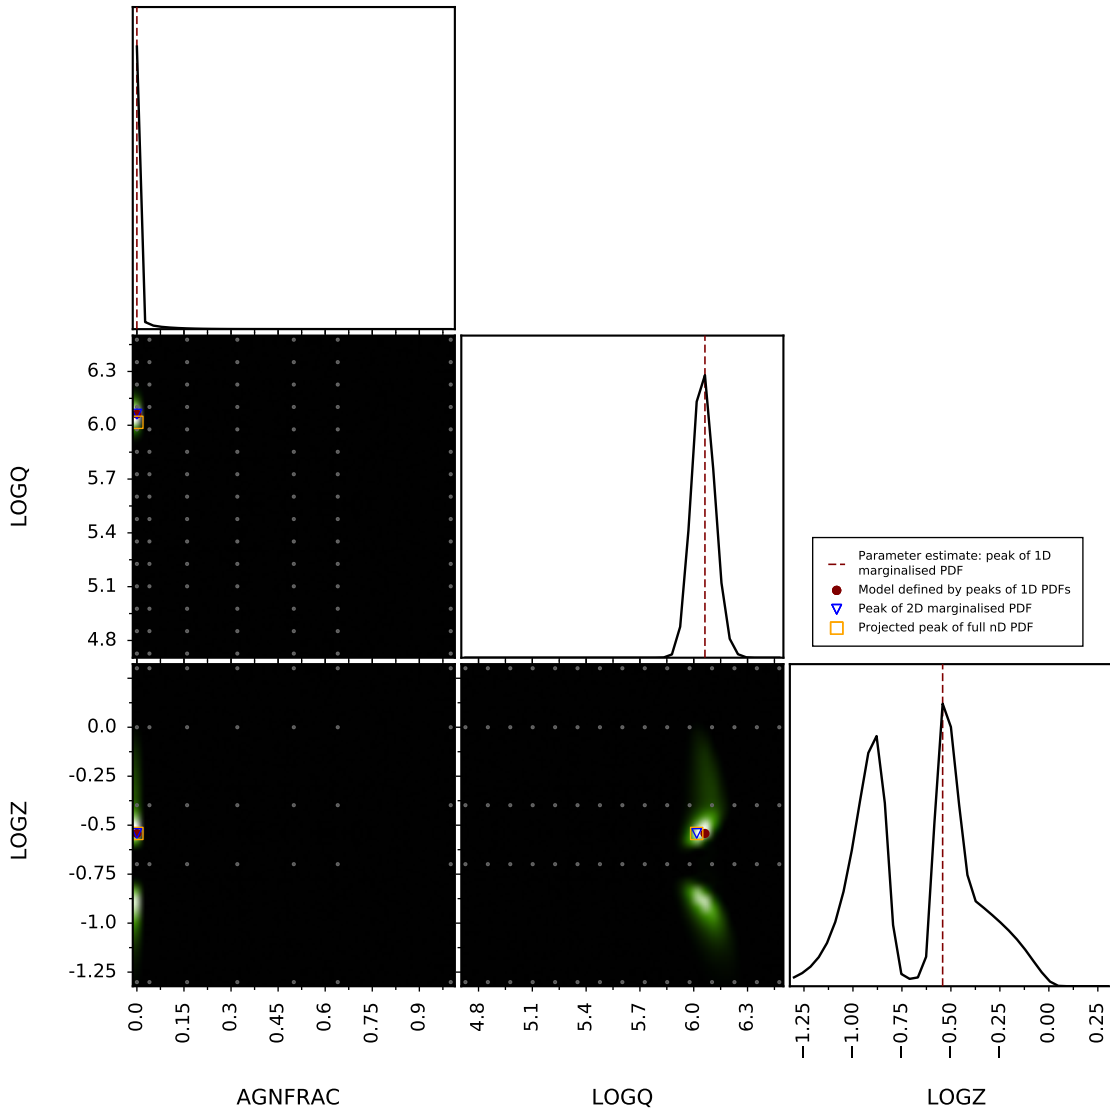 6.3
6.0
5.7
5.4
5.1
4.8
LOGQ
Parameter estimate: peak of 1D
marginalised PDF
Model defined by peaks of 1D PDFs
Peak of 2D marginalised PDF
Projected peak of full nD PDF
0.0
-0.25
-0.5
-0.75
-1.0
-1.25
LOGZ
0.0 0.15 0.3 0.45 0.6 0.75 0.9
4.8 5.1 5.4 5.7 6.0 6.3
−1.25 −1.00 −0.75 −0.50 −0.25 0.00 0.25
AGNFRAC LOGQ LOGZ